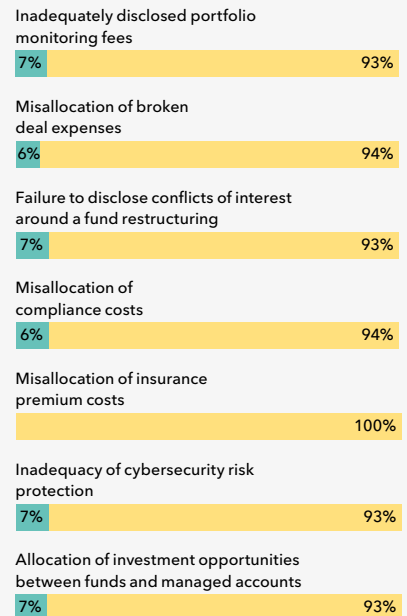 Inadequately disclosed portfolio
monitoring fees
7% 93%
Misallocation of broken
deal expenses
6% 94%
Failure to disclose conflicts of interest
around a fund restructuring
7% 93%
Misallocation of
compliance costs
6% 94%
Misallocation of insurance
premium costs
100%
Inadequacy of cybersecurity risk
protection
7% 93%
Allocation of investment opportunities
between funds and managed accounts
7% 93%